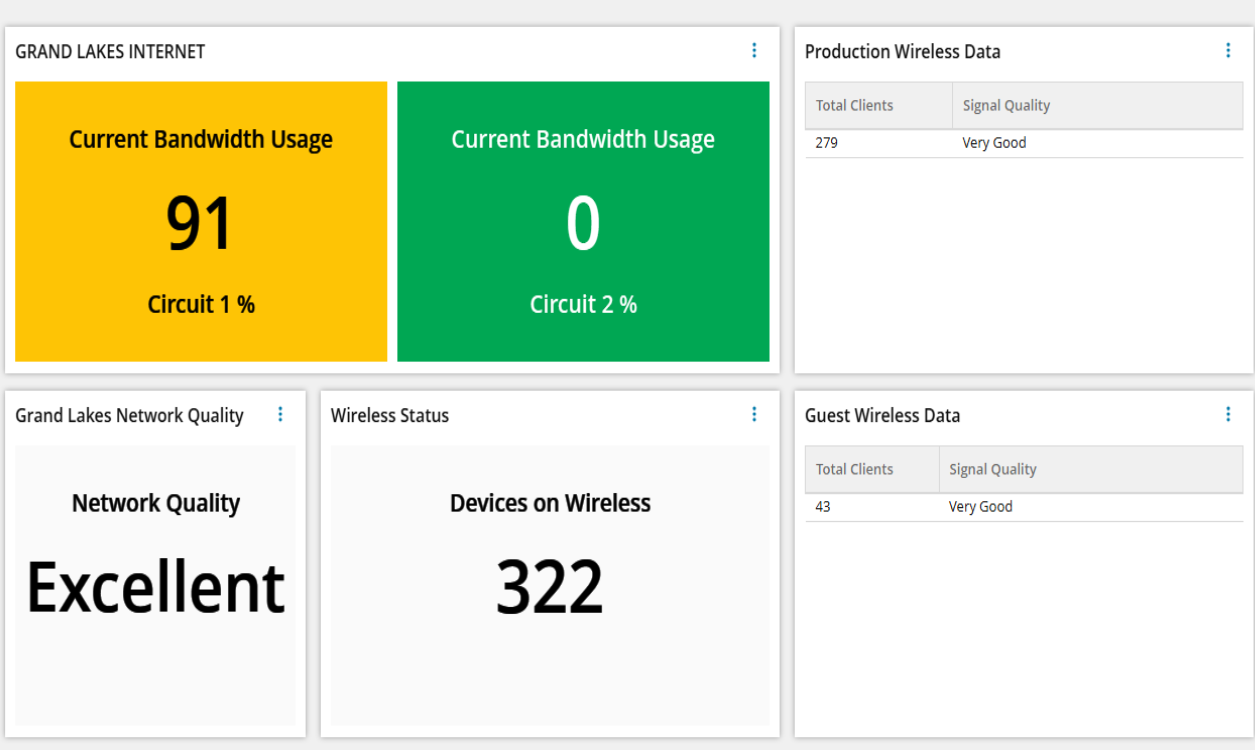 GRAND LAKES INTERNET
Current Bandwidth Usage
91
Circuit 1 %
Current Bandwidth Usage
0
Circuit 2 %
Production Wireless Data
Total Clients Signal Quality
279 Very Good
Grand Lakes Network Quality
Network Quality
Excellent
Wireless Status
Devices on Wireless
322
Guest Wireless Data
Total Clients Signal Quality
43 Very Good